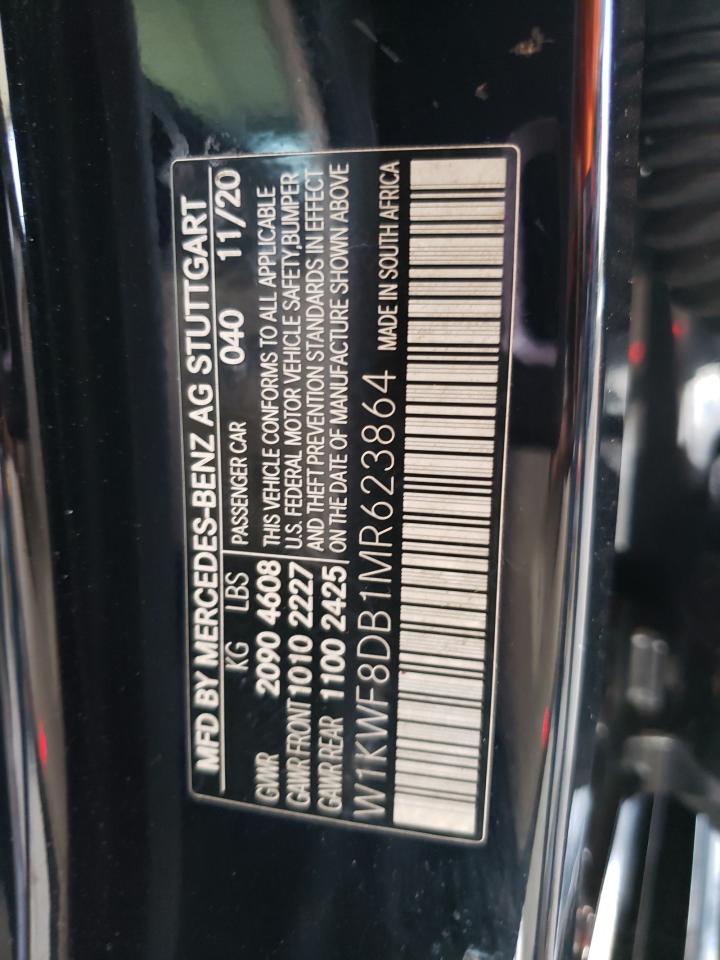 MFD BY MERCEDES-BENZ AG STUTTGART
KG LBS PASSENGER CAR 040 11/20
GWR 2090 4608 THIS VEHICLE CONFORMS TO ALL APPLICABLE
GAWR FRONT 1010 2227 U.S. FEDERAL MOTOR VEHICLE SAFETY,BUMPER
AND THEFT PREVENTION STANDARDS IN EFFECT
GAWR REAR 1100 2425 ON THE DATE OF MANUFACTURE SHOWN ABOVE
W1KWF8DB1MR623864 MADE IN SOUTH AFRICA